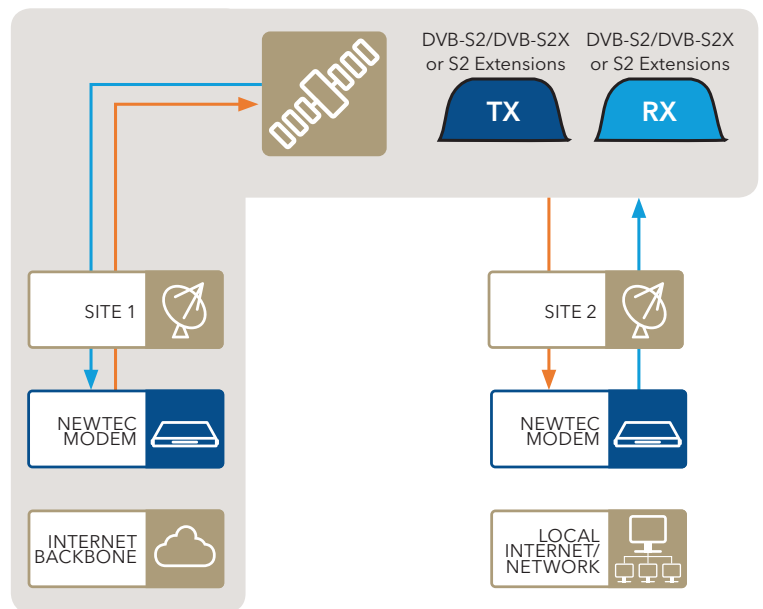 DVB-S2/DVB-S2X
or S2 Extensions
TX
DVB-S2/DVB-S2X
or S2 Extensions
RX
SITE 1
SITE 2
NEWTEC
MODEM
NEWTEC
MODEM
INTERNET
BACKBONE
LOCAL
INTERNET/
NETWORK